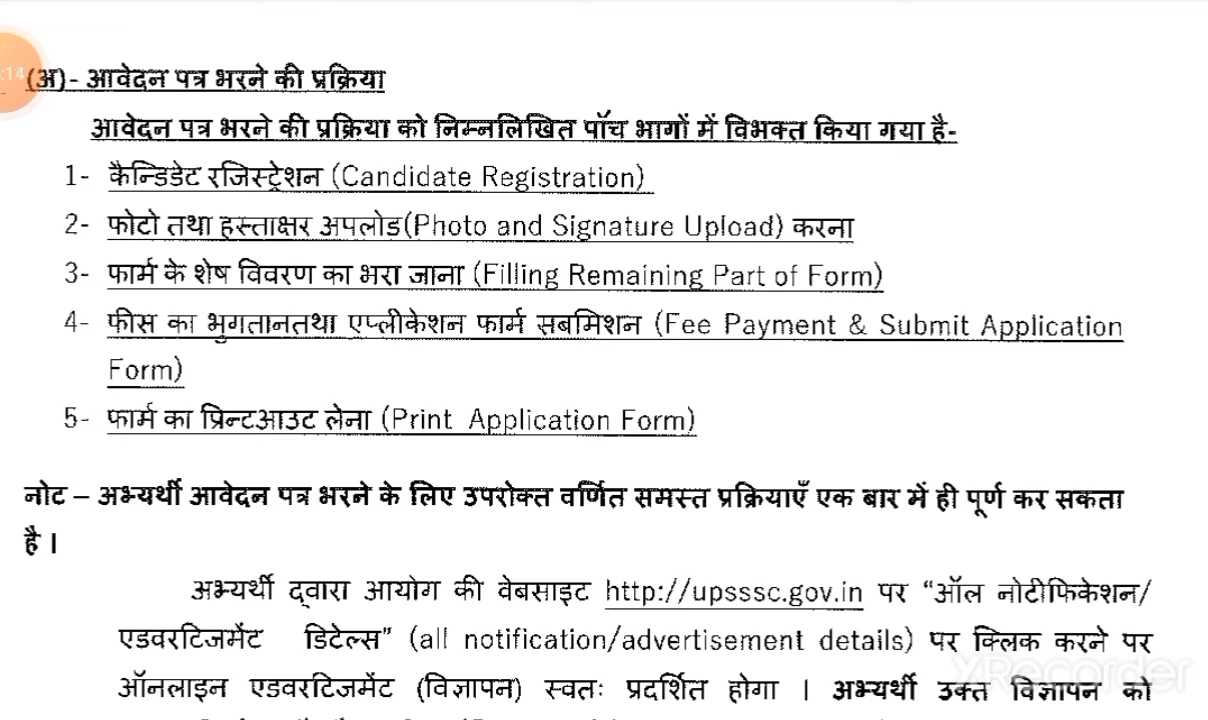 :14
(अ)- आवेदन पत्र भरने की प्रक्रिया
आवेदन पत्र भरने की प्रक्रिया को निम्नलिखित पाँच भागों में विभक्त किया गया है-
1- कैन्डिडेट रजिस्ट्रेशन (Candidate Registration)
2- फोटो तथा हस्ताक्षर अपलोड(Photo and Signature Upload) करना
3- फार्म के शेष विवरण का भरा जाना (Filling Remaining Part of Form)
4- फीस का भुगतानतथा एप्लीकेशन फार्म सबमिशन (Fee Payment & Submit Application
Form)
5- फार्म का प्रिन्टआउट लेना (Print Application Form)
नोट – अभ्यर्थी आवेदन पत्र भरने के लिए उपरोक्त वर्णित समस्त प्रक्रियाएँ एक बार में ही पूर्ण कर सकता
है ।
अभ्यर्थी द्वारा आयोग की वेबसाइट http://upsssc.gov.in पर “ऑल नोटीफिकेशन/
एडवरटिजमेंट डिटेल्स” (all notification/advertisement details) पर क्लिक करने पर
ऑनलाइन एडवरटिजमेंट (विज्ञापन) स्वतः प्रदर्शित होगा । अभ्यर्थी उक्त विज्ञापन को
XRecorder